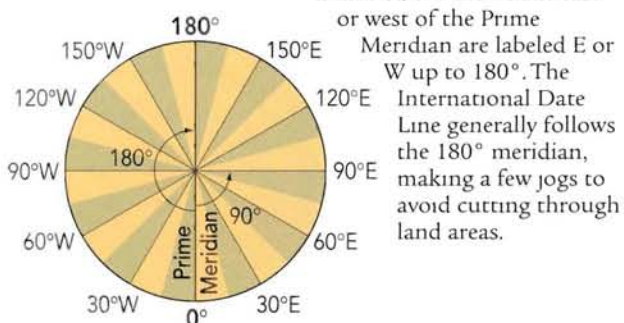 or west of the Prime
Meridian are labeled E or
W up to 180°. The
International Date
Line generally follows
the 180° meridian,
making a few jogs to
avoid cutting through
land areas.
180°
150°W
150°E
120°W
120°E
180°
90°W
90°E
90°
60°W
60°E
Prime
Meridian
30°W
30°E
0°